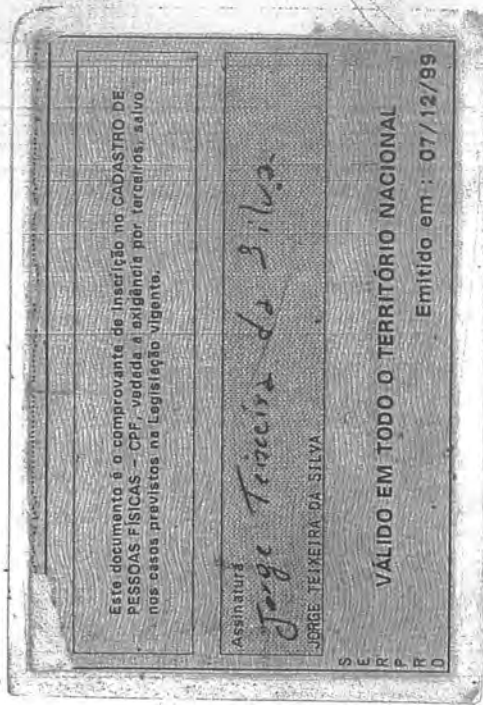 Este documento é o comprovante de Inscrição no CADASTRO DE
PESSOAS FÍSICAS - CPF, vedada a exigência por terceiros, salvo
nos casos previstos na Legislação vigente.
Assinatura
Jorge Teixeira da Silva
JORGE TEIXEIRA DA SILVA
SERPRO
VÁLIDO EM TODO O TERRITÓRIO NACIONAL
Emitido em : 07/12/99